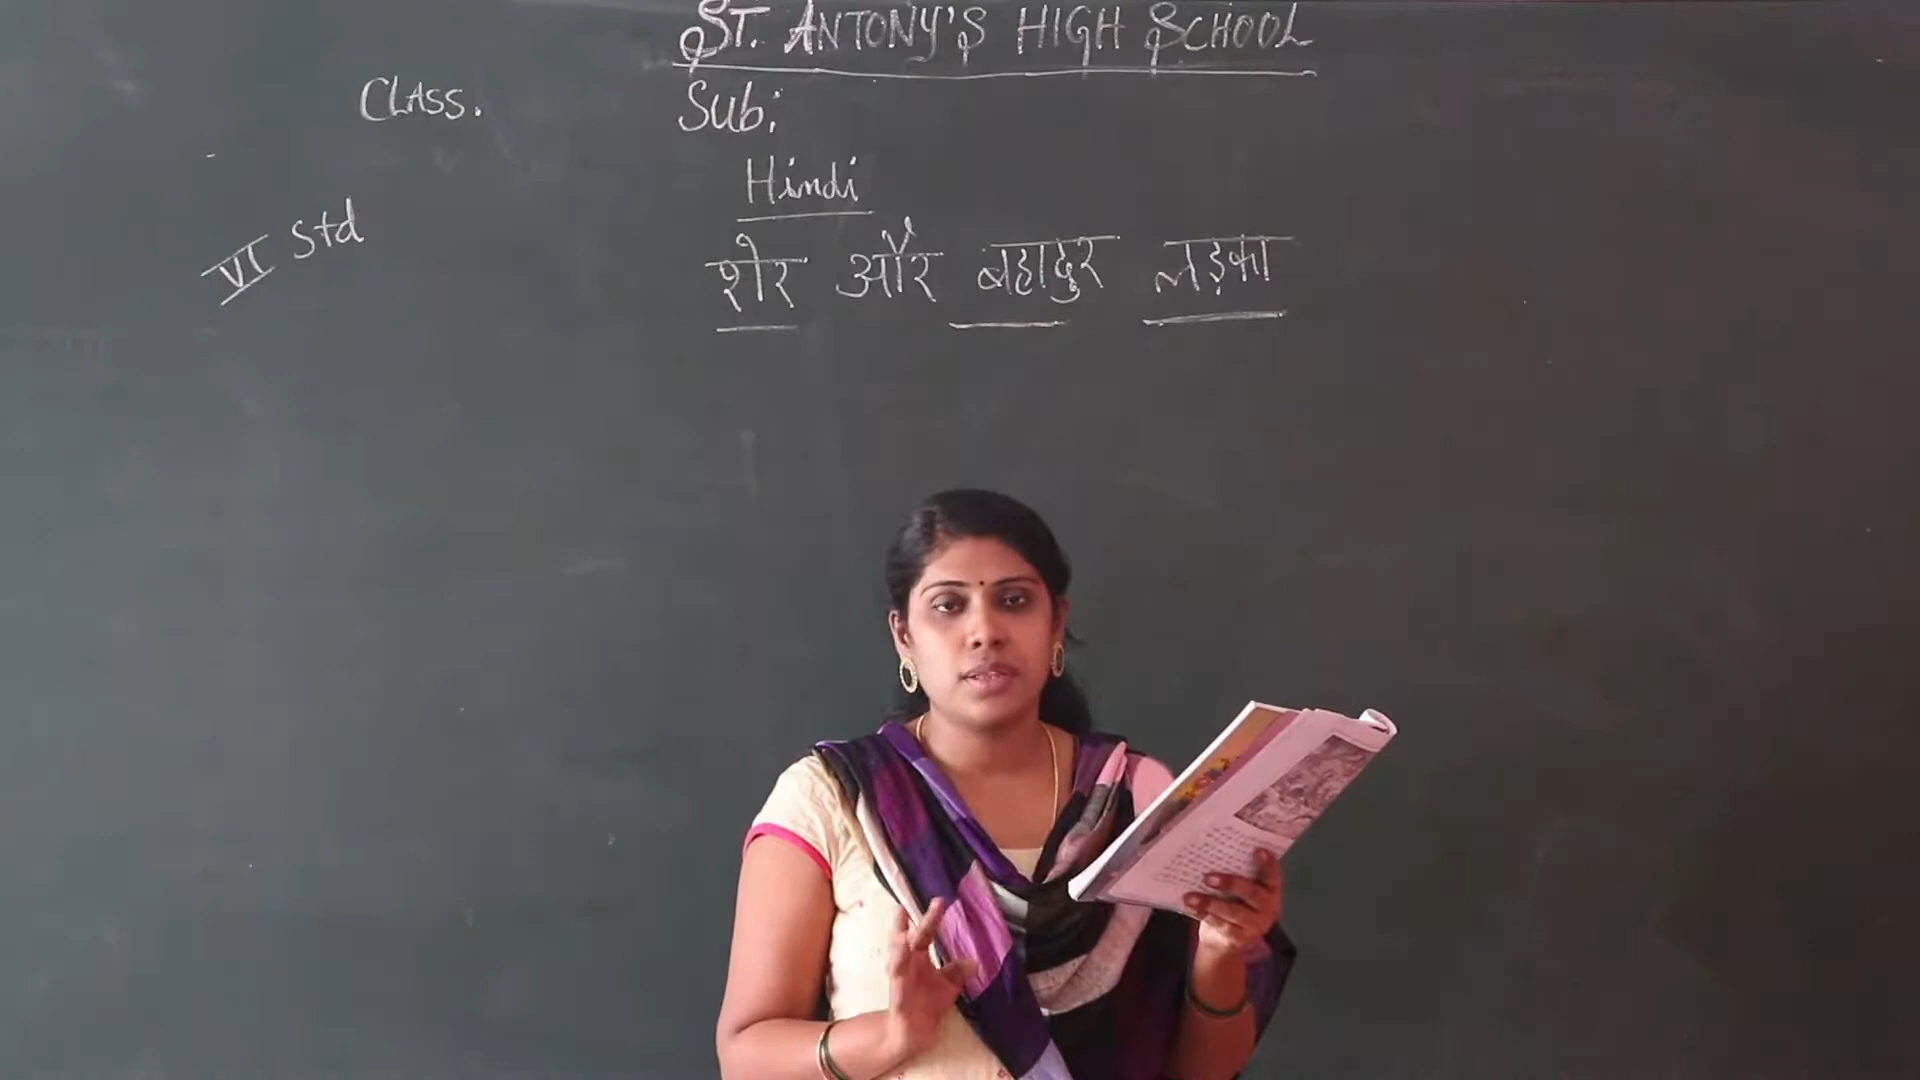 ST. ANTONY'S HIGH SCHOOL
CLASS. Sub:
Hindi
VI Std
शेर और बहादुर लड़का